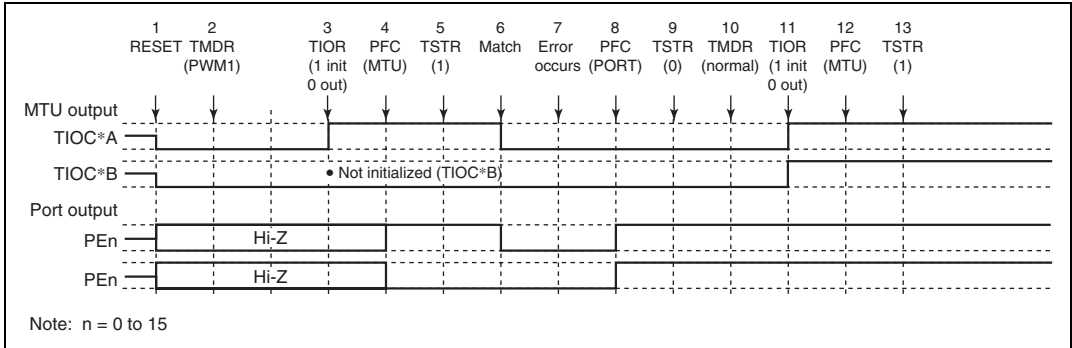 1 2 3 4 5 6 7 8 9 10 11 12 13
RESET TMDR TIOR PFC TSTR Match Error PFC TSTR TMDR TIOR PFC TSTR
(PWM1) (1 init (MTU) (1) occurs (PORT) (0) (normal) (1 init (MTU) (1)
0 out) 0 out)
MTU output
TIOC*A
TIOC*B • Not initialized (TIOC*B)
Port output
PEn Hi-Z
PEn Hi-Z
Note: n = 0 to 15